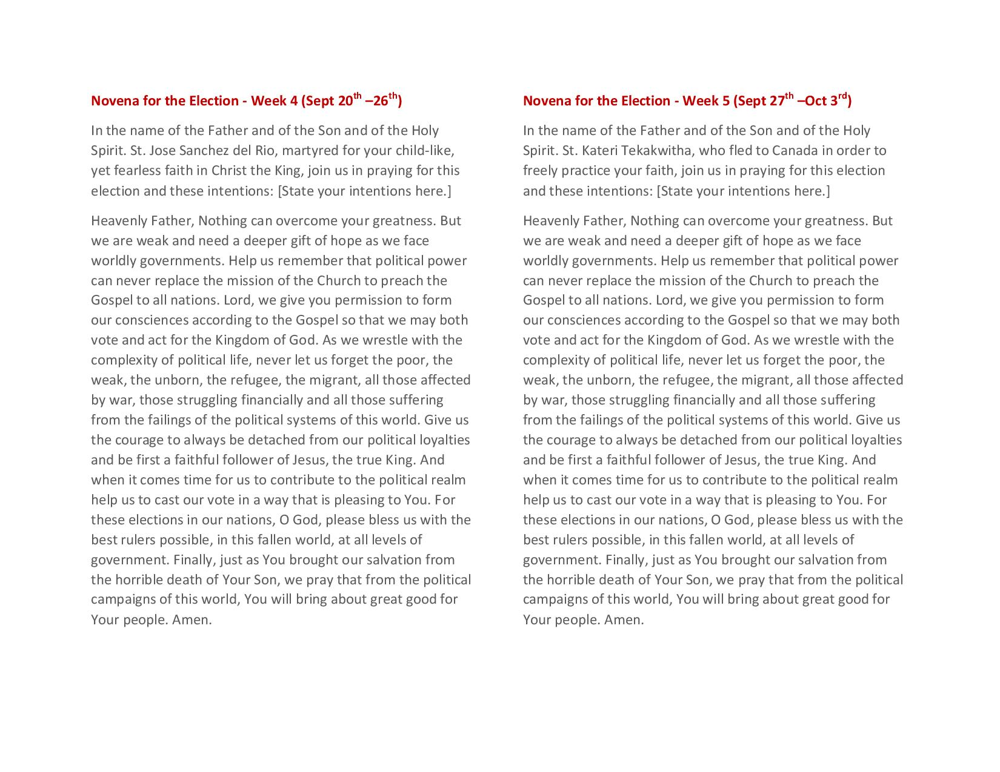 Novena for the Election - Week 4 (Sept 20th –26th)
In the name of the Father and of the Son and of the Holy
Spirit. St. Jose Sanchez del Rio, martyred for your child-like,
yet fearless faith in Christ the King, join us in praying for this
election and these intentions: [State your intentions here.]
Heavenly Father, Nothing can overcome your greatness. But
we are weak and need a deeper gift of hope as we face
worldly governments. Help us remember that political power
can never replace the mission of the Church to preach the
Gospel to all nations. Lord, we give you permission to form
our consciences according to the Gospel so that we may both
vote and act for the Kingdom of God. As we wrestle with the
complexity of political life, never let us forget the poor, the
weak, the unborn, the refugee, the migrant, all those affected
by war, those struggling financially and all those suffering
from the failings of the political systems of this world. Give us
the courage to always be detached from our political loyalties
and be first a faithful follower of Jesus, the true King. And
when it comes time for us to contribute to the political realm
help us to cast our vote in a way that is pleasing to You. For
these elections in our nations, O God, please bless us with the
best rulers possible, in this fallen world, at all levels of
government. Finally, just as You brought our salvation from
the horrible death of Your Son, we pray that from the political
campaigns of this world, You will bring about great good for
Your people. Amen.
Novena for the Election - Week 5 (Sept 27th –Oct 3rd)
In the name of the Father and of the Son and of the Holy
Spirit. St. Kateri Tekakwitha, who fled to Canada in order to
freely practice your faith, join us in praying for this election
and these intentions: [State your intentions here.]
Heavenly Father, Nothing can overcome your greatness. But
we are weak and need a deeper gift of hope as we face
worldly governments. Help us remember that political power
can never replace the mission of the Church to preach the
Gospel to all nations. Lord, we give you permission to form
our consciences according to the Gospel so that we may both
vote and act for the Kingdom of God. As we wrestle with the
complexity of political life, never let us forget the poor, the
weak, the unborn, the refugee, the migrant, all those affected
by war, those struggling financially and all those suffering
from the failings of the political systems of this world. Give us
the courage to always be detached from our political loyalties
and be first a faithful follower of Jesus, the true King. And
when it comes time for us to contribute to the political realm
help us to cast our vote in a way that is pleasing to You. For
these elections in our nations, O God, please bless us with the
best rulers possible, in this fallen world, at all levels of
government. Finally, just as You brought our salvation from
the horrible death of Your Son, we pray that from the political
campaigns of this world, You will bring about great good for
Your people. Amen.